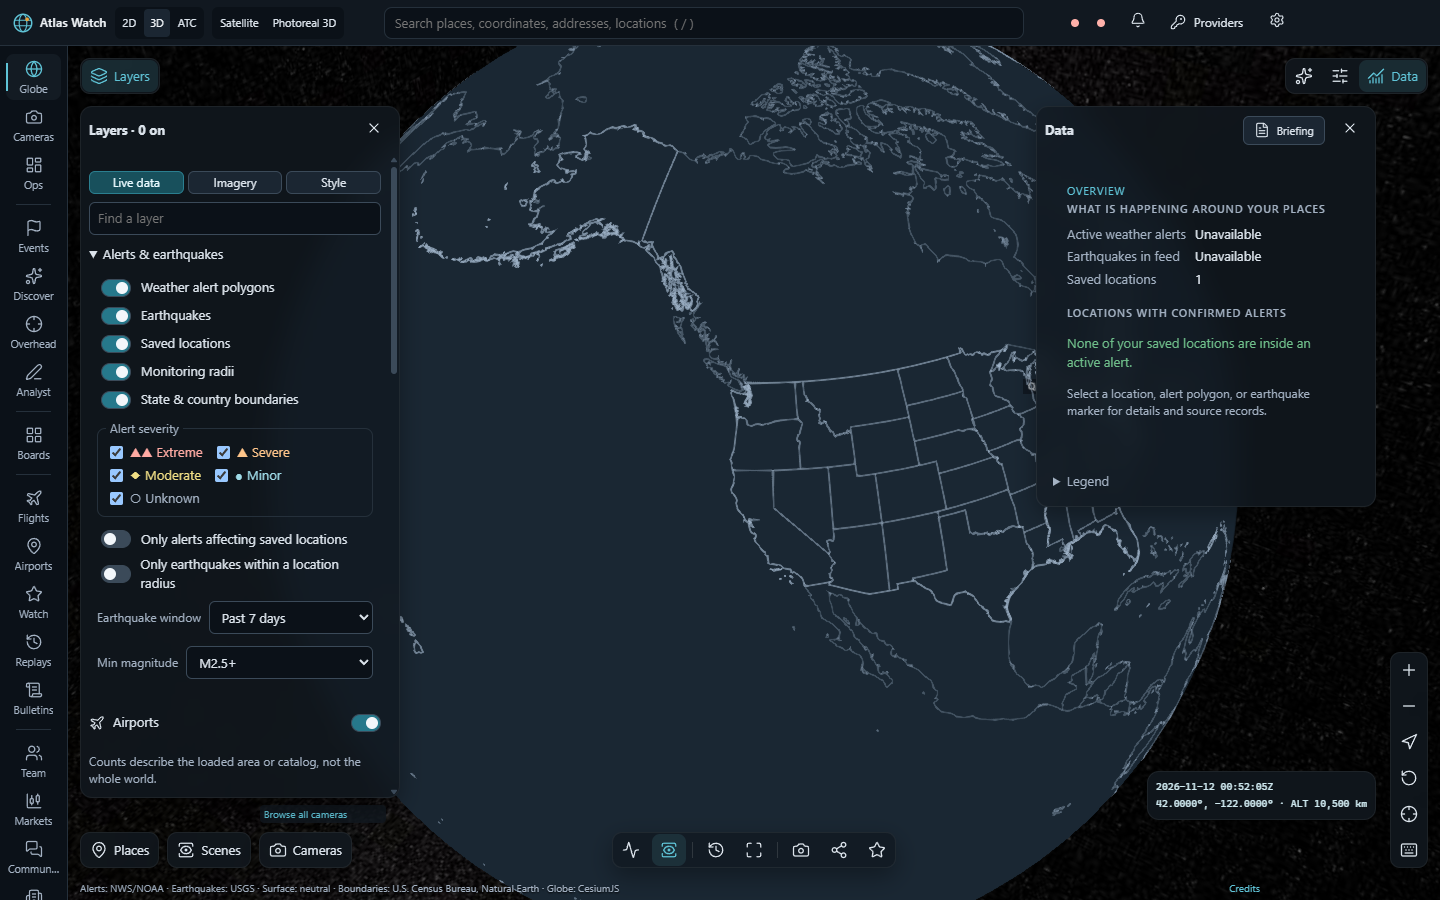 Atlas Watch
2D
3D
ATC
Satellite
Photoreal 3D
Search places, coordinates, addresses, locations ( / )
Providers
Globe
Cameras
Ops
Events
Discover
Overhead
Analyst
Boards
Flights
Airports
Watch
Replays
Bulletins
Team
Markets
Commun...
Layers
Layers · 0 on
Live data
Imagery
Style
Find a layer
Alerts & earthquakes
Weather alert polygons
Earthquakes
Saved locations
Monitoring radii
State & country boundaries
Alert severity
Extreme
Severe
Moderate
Minor
Unknown
Only alerts affecting saved locations
Only earthquakes within a location
radius
Earthquake window
Past 7 days
Min magnitude
M2.5+
Airports
Counts describe the loaded area or catalog, not the
whole world.
Browse all cameras
Places
Scenes
Cameras
Alerts: NWS/NOAA · Earthquakes: USGS · Surface: neutral · Boundaries: U.S. Census Bureau, Natural Earth · Globe: CesiumJS
Data
Data
Briefing
OVERVIEW
WHAT IS HAPPENING AROUND YOUR PLACES
Active weather alerts Unavailable
Earthquakes in feed Unavailable
Saved locations 1
LOCATIONS WITH CONFIRMED ALERTS
None of your saved locations are inside an
active alert.
Select a location, alert polygon, or earthquake
marker for details and source records.
Legend
2026-11-12 00:52:05Z
42.0000°, -122.0000° · ALT 10,500 km
Credits